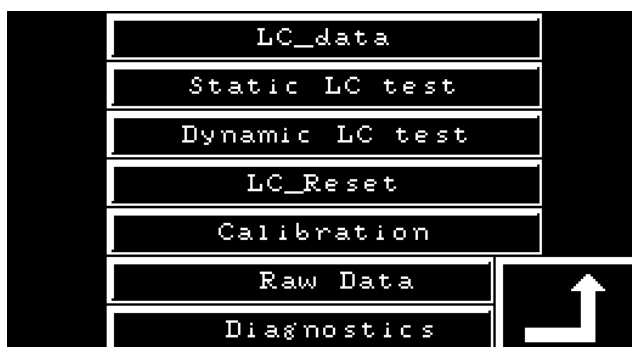 LC_data
Static LC test
Dynamic LC test
LC_Reset
Calibration
Raw Data
Diagnostics